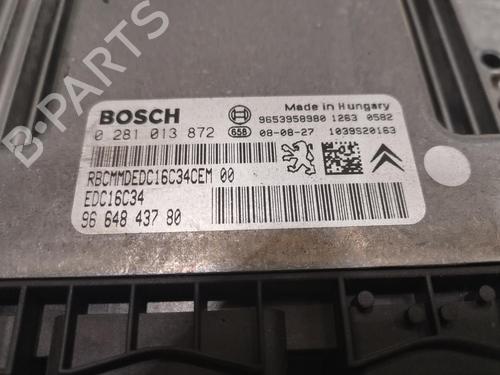 BOSCH
Made in Hungary
0 281 013 872
9653958980 1263 0582
658 08-08-27 1039S20163
RBCMMDEDC16C34CEM 00
EDC16C34
96 648 437 80
B-PARTS